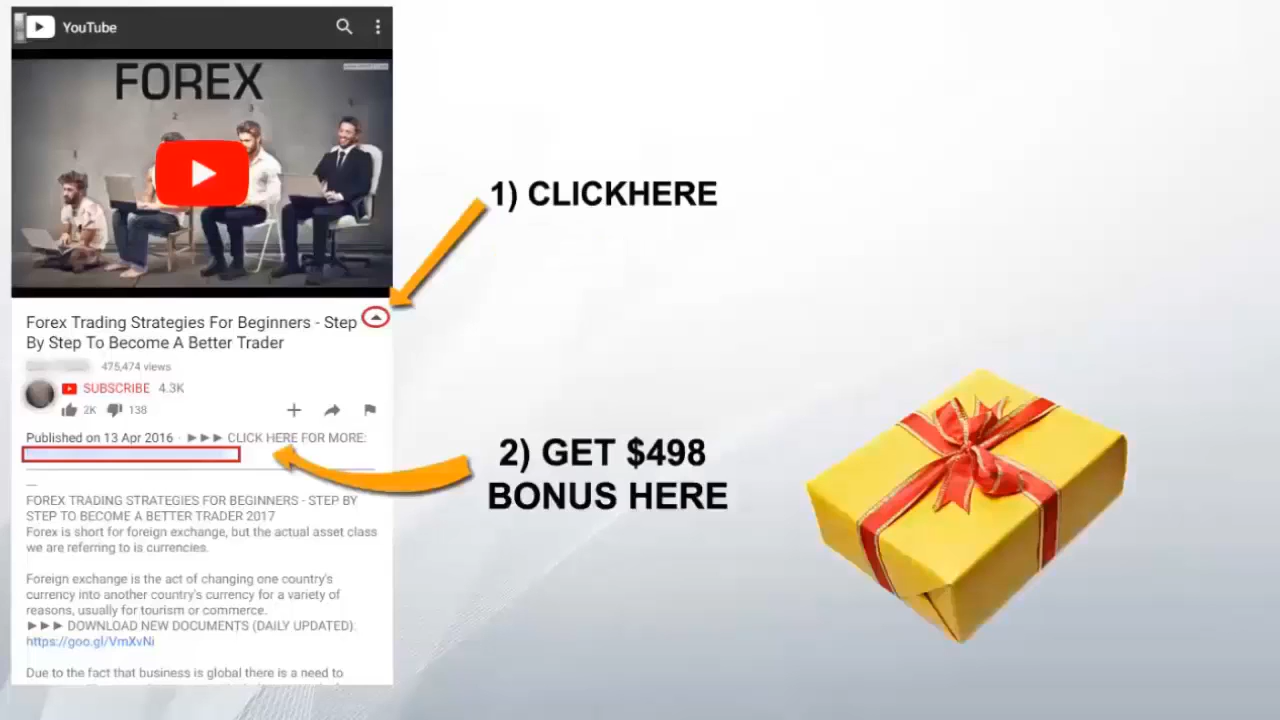 YouTube
FOREX
1
2
3
Forex Trading Strategies For Beginners - Step
By Step To Become A Better Trader
475,474 views
SUBSCRIBE 4.3K
2K 138
Published on 13 Apr 2016 · ►►► CLICK HERE FOR MORE:
—
FOREX TRADING STRATEGIES FOR BEGINNERS - STEP BY
STEP TO BECOME A BETTER TRADER 2017
Forex is short for foreign exchange, but the actual asset class
we are referring to is currencies.
Foreign exchange is the act of changing one country's
currency into another country's currency for a variety of
reasons, usually for tourism or commerce.
►►► DOWNLOAD NEW DOCUMENTS (DAILY UPDATED):
https://goo.gl/VmXvNi
Due to the fact that business is global there is a need to
1) CLICKHERE
2) GET $498
BONUS HERE